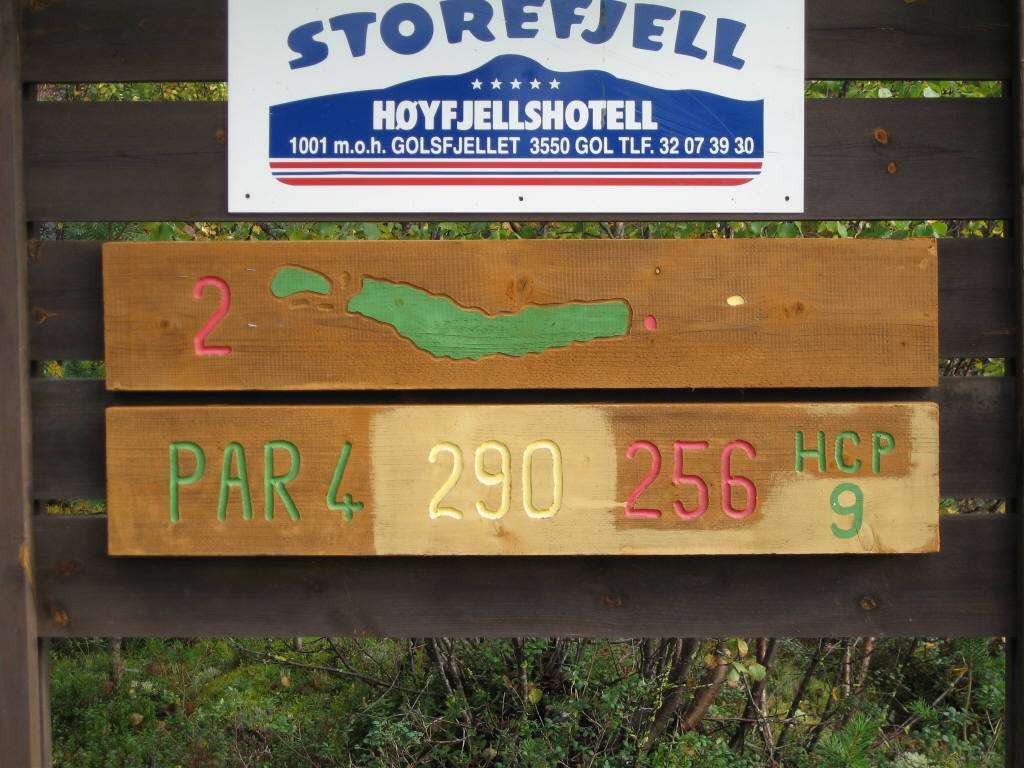 STOREFJELL
HØYFJELLSHOTELL
1001 m.o.h. GOLSFJELLET 3550 GOL TLF. 32 07 39 30
2
PAR 4 290 256 HCP
9